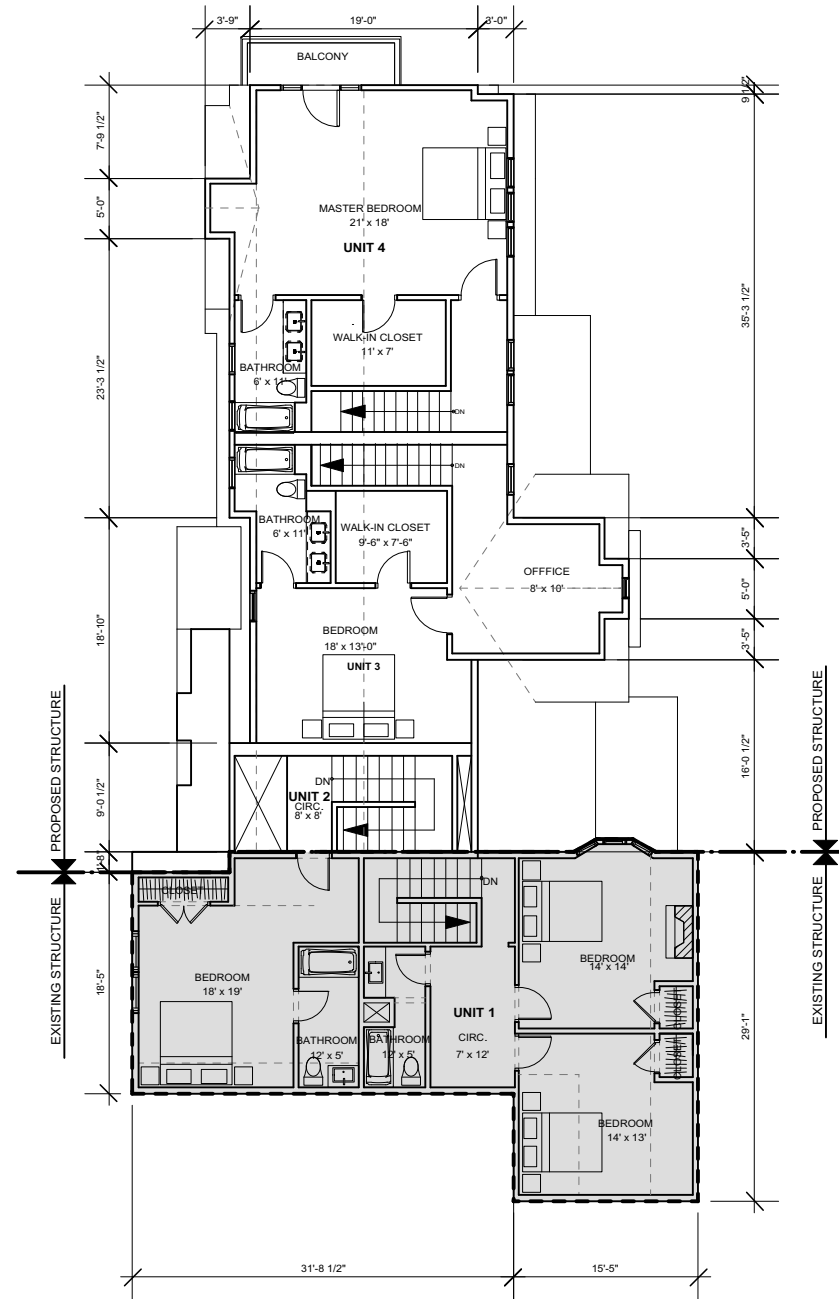 3'-9"
19'-0"
3'-0"
BALCONY
9 1/2"
7'-9 1/2"
5'-0"
MASTER BEDROOM
21' x 18'
UNIT 4
35'-3 1/2"
WALK-IN CLOSET
11' x 7'
BATHROOM
6' x 11'
23'-3 1/2"
DN
DN
BATHROOM
6' x 11'
WALK-IN CLOSET
9'-6" x 7'-6"
3'-5"
OFFFICE
8' x 10'
5'-0"
BEDROOM
18' x 13'-0"
UNIT 3
18'-10"
3'-5"
PROPOSED STRUCTURE
PROPOSED STRUCTURE
16'-0 1/2"
9'-0 1/2"
DN
UNIT 2
CIRC.
8' x 8'
1'-8"
EXISTING STRUCTURE
EXISTING STRUCTURE
CLOSET
DN
BEDROOM
14' x 14'
BEDROOM
18' x 19'
18'-5"
CLOSET
UNIT 1
CIRC.
7' x 12'
BATHROOM
12' x 5'
BATHROOM
12' x 5'
29'-1"
CLOSET
BEDROOM
14' x 13'
31'-8 1/2"
15'-5"